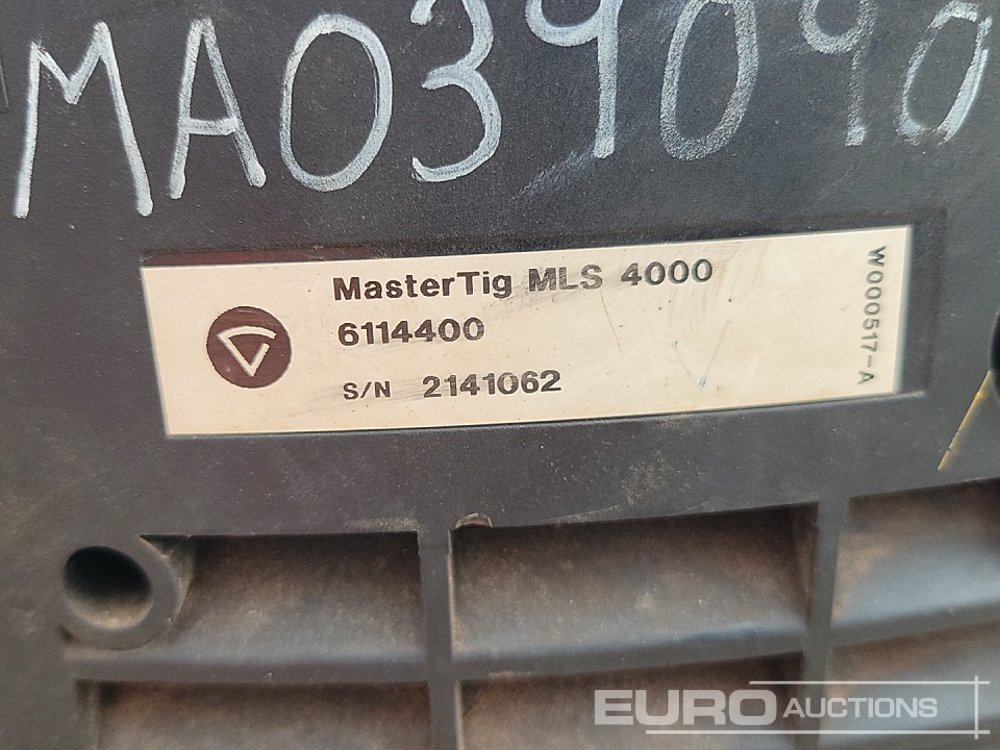 MA039090
MasterTig MLS 4000
6114400
S/N 2141062
W000517-A
EURO AUCTIONS